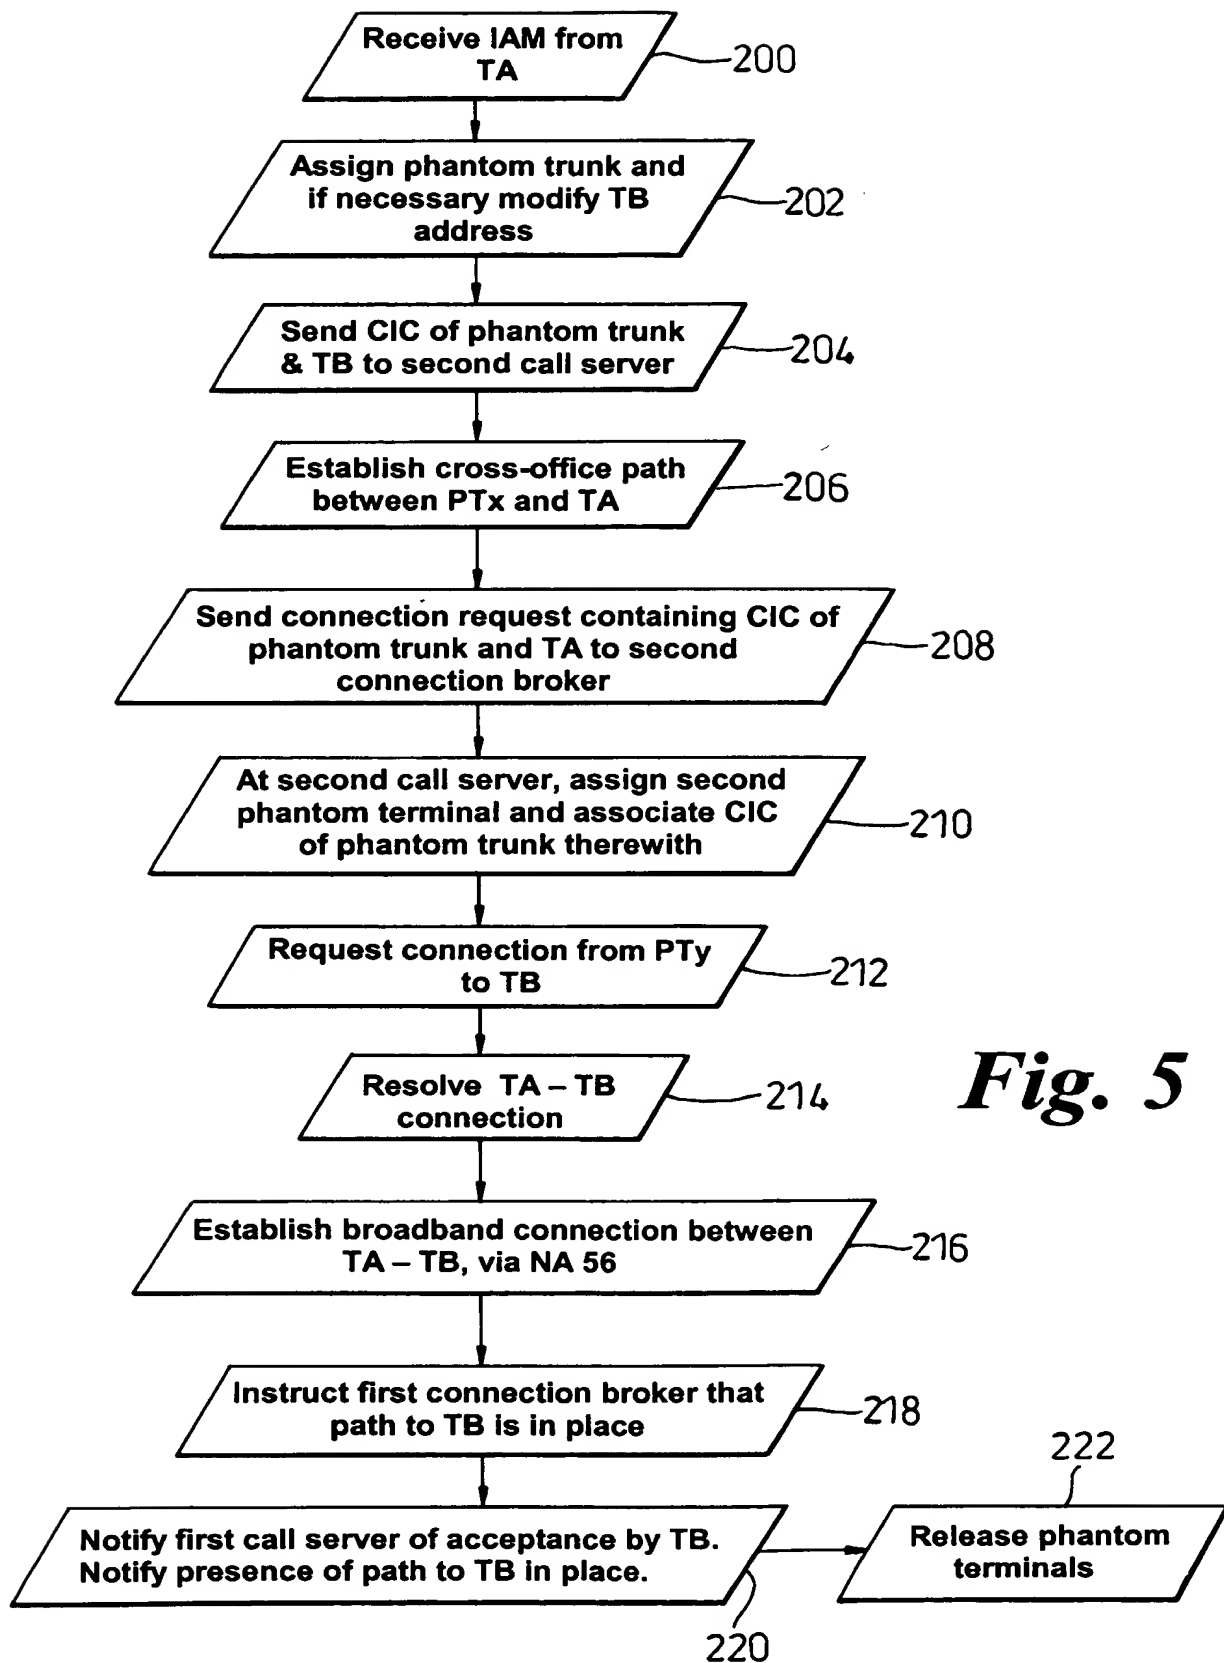 Receive IAM from
TA
200
Assign phantom trunk and
if necessary modify TB
address
202
Send CIC of phantom trunk
& TB to second call server
204
Establish cross-office path
between PTx and TA
206
Send connection request containing CIC of
phantom trunk and TA to second
connection broker
208
At second call server, assign second
phantom terminal and associate CIC
of phantom trunk therewith
210
Request connection from PTy
to TB
212
Resolve TA – TB
connection
214
Fig. 5
Establish broadband connection between
TA – TB, via NA 56
216
Instruct first connection broker that
path to TB is in place
218
Notify first call server of acceptance by TB.
Notify presence of path to TB in place.
220
222
Release phantom
terminals